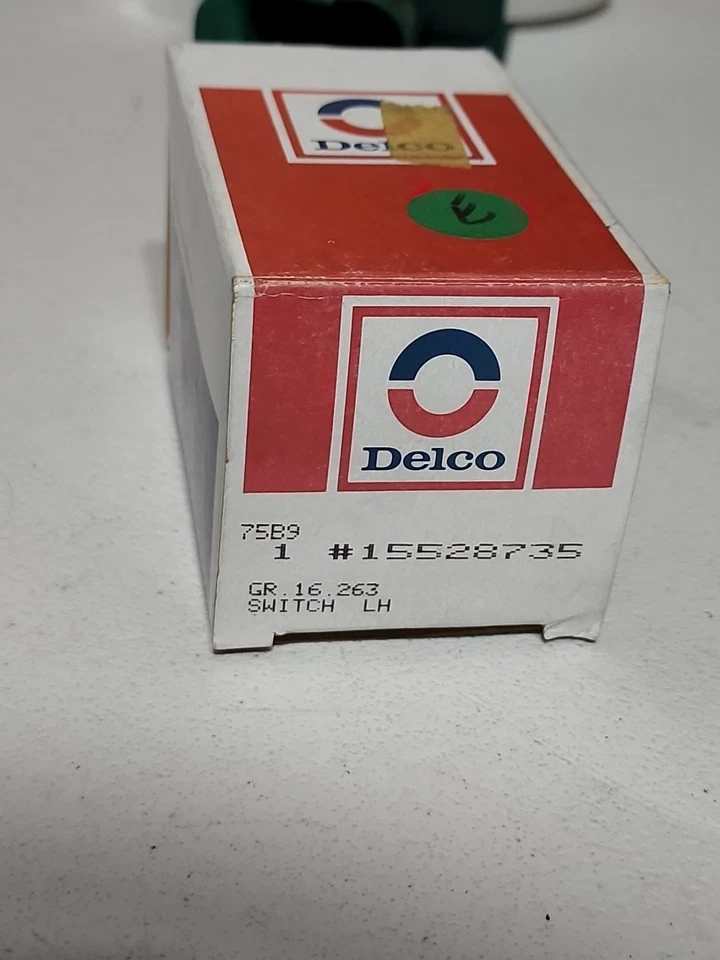 Delco
Delco
75B9
1 #15528735
GR.16.263
SWITCH LH